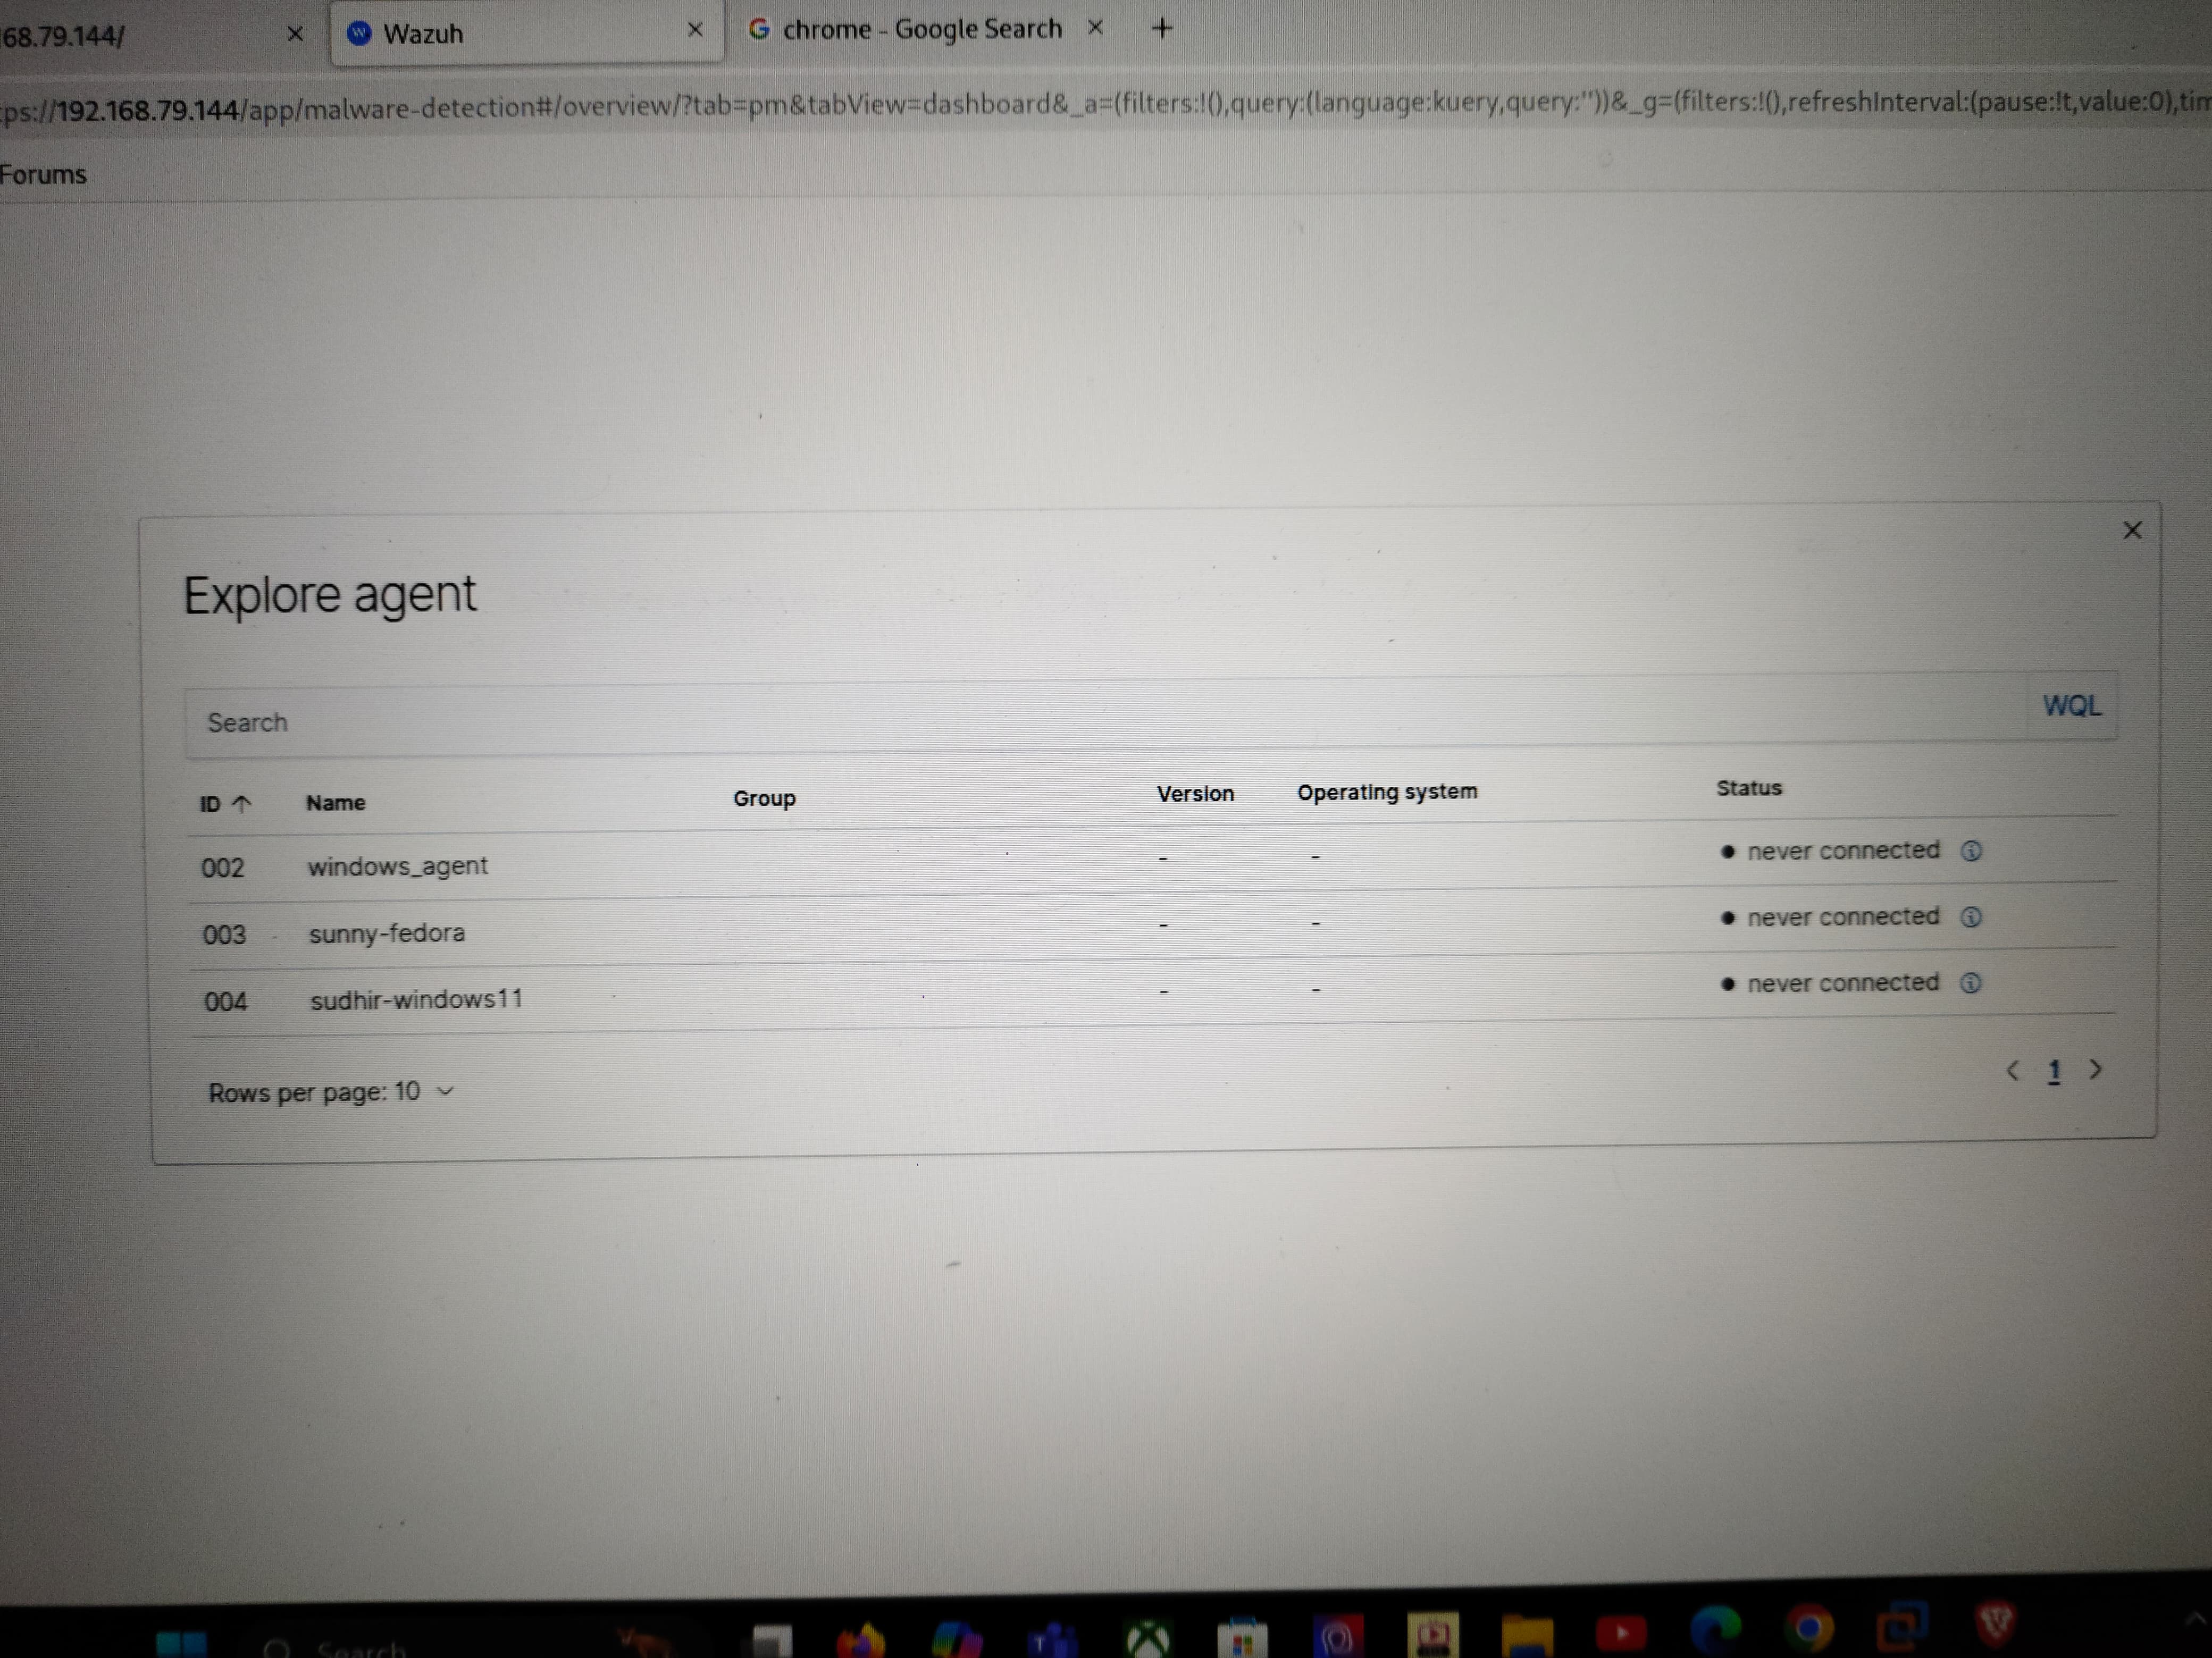 68.79.144/
Wazuh
chrome - Google Search
ps://192.168.79.144/app/malware-detection#/overview/?tab=pm&tabView=dashboard&_a=(filters:!(),query:(language:kuery,query:''))&_g=(filters:!(),refreshInterval:(pause:!t,value:0),tim
Forums
Explore agent
Search
WQL
ID Name Group Version Operating system Status
002 windows_agent - - never connected
003 sunny-fedora - - never connected
004 sudhir-windows11 - - never connected
Rows per page: 10
1
Search